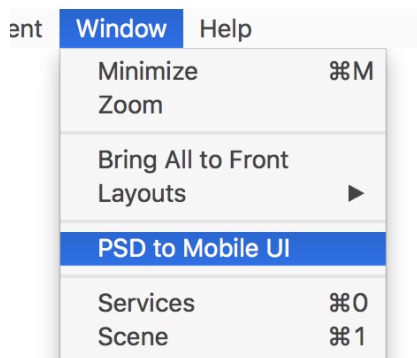 ent Window Help
Minimize ⌘M
Zoom
Bring All to Front
Layouts ▶
PSD to Mobile UI
Services ⌘0
Scene ⌘1